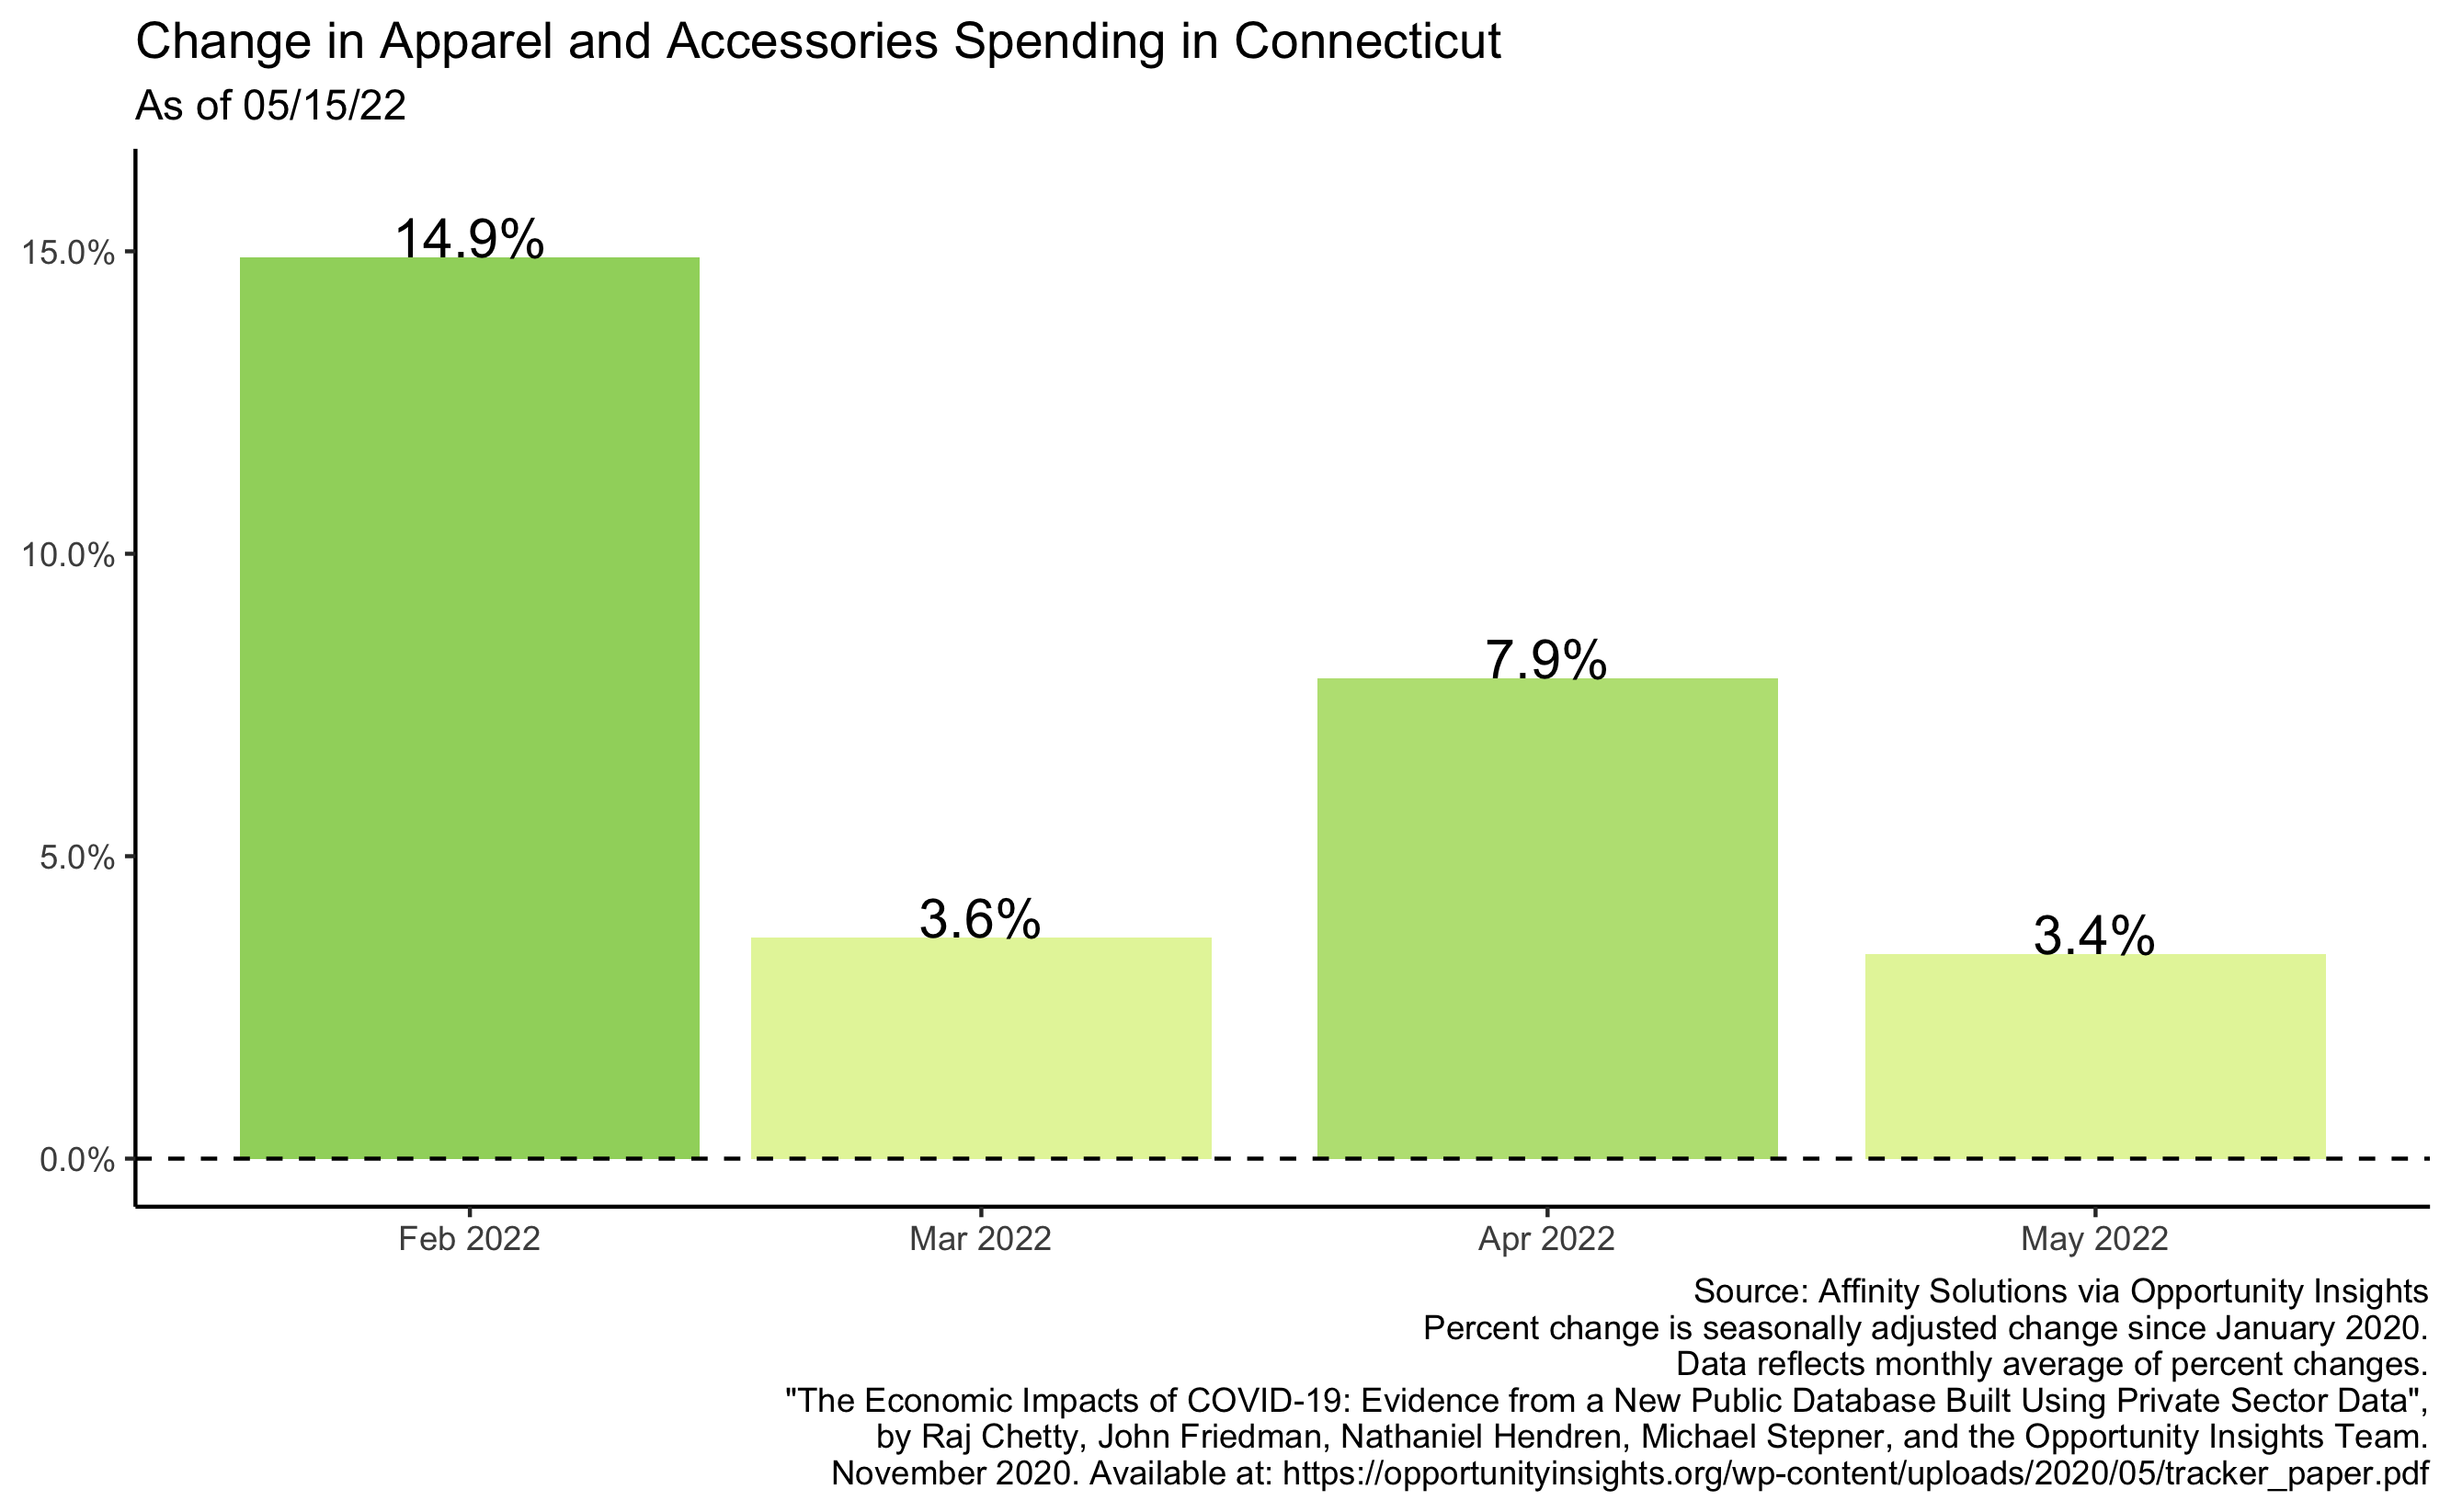 Change in Apparel and Accessories Spending in Connecticut
As of 05/15/22
15.0%
10.0%
5.0%
0.0%
14.9%
3.6%
7.9%
3.4%
Feb 2022
Mar 2022
Apr 2022
May 2022
Source: Affinity Solutions via Opportunity Insights
Percent change is seasonally adjusted change since January 2020.
Data reflects monthly average of percent changes.
"The Economic Impacts of COVID-19: Evidence from a New Public Database Built Using Private Sector Data",
by Raj Chetty, John Friedman, Nathaniel Hendren, Michael Stepner, and the Opportunity Insights Team.
November 2020. Available at: https://opportunityinsights.org/wp-content/uploads/2020/05/tracker_paper.pdf